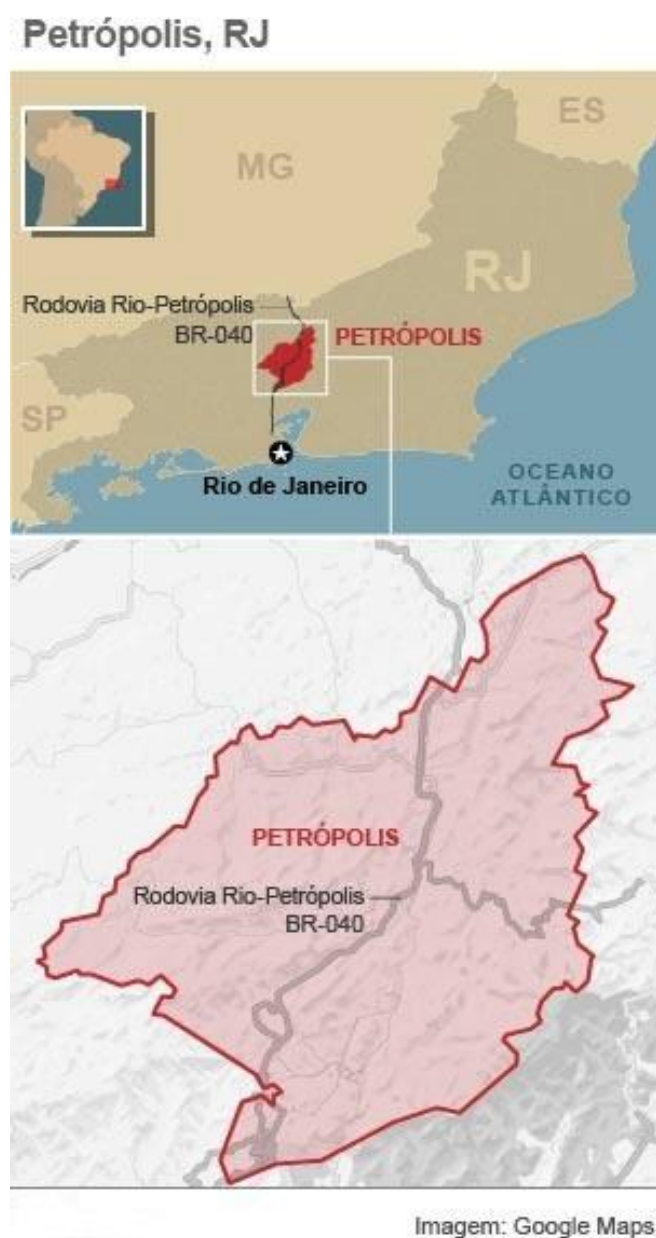 Petrópolis, RJ
ES
MG
RJ
Rodovia Rio-Petrópolis
BR-040
PETRÓPOLIS
SP
Rio de Janeiro
OCEANO
ATLÂNTICO
PETRÓPOLIS
Rodovia Rio-Petrópolis
BR-040
Imagem: Google Maps